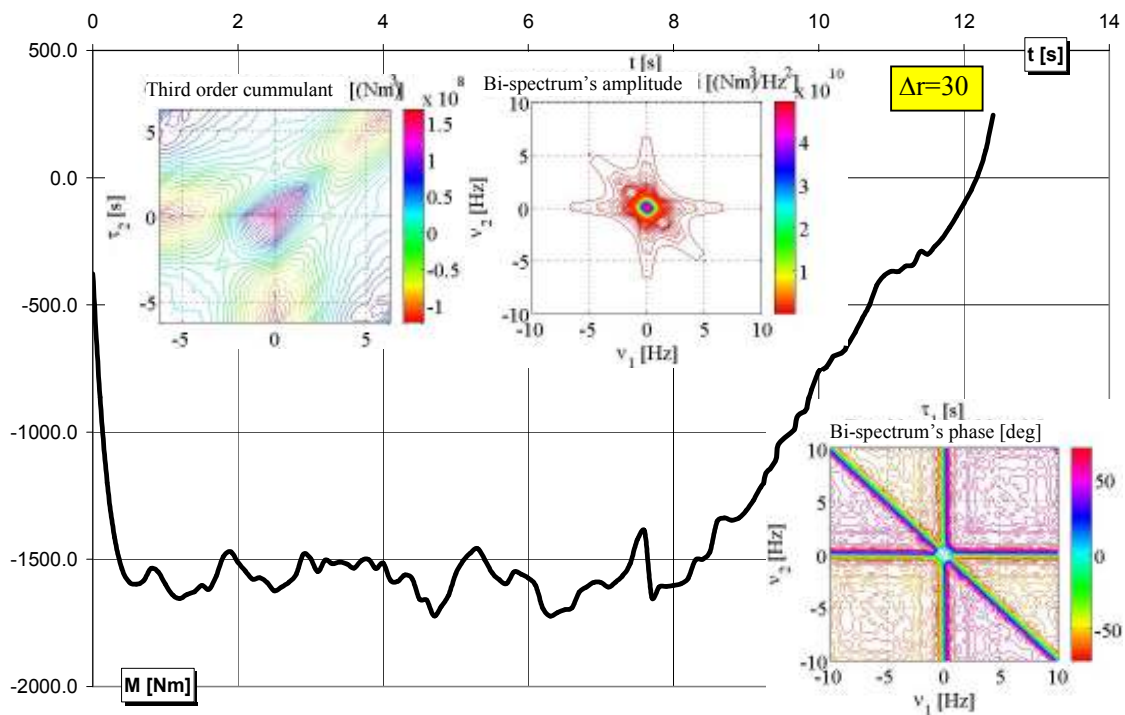 0 2 4 6 8 10 12 14
500.0
0.0
-500.0
-1000.0
-1500.0
-2000.0
t [s]
M [Nm]
Δr=30
Third order cummulant [(Nm)³]
x 10⁸
1.5
1
0.5
0
-0.5
-1
τ₂ [s]
5
0
-5
-5 0 5
t [s]
Bi-spectrum's amplitude [(Nm)³/Hz²]
x 10¹⁰
4
3
2
1
ν₂ [Hz]
10
5
0
-5
-10
-10 -5 0 5 10
ν₁ [Hz]
[s]
Bi-spectrum's phase [deg]
50
0
-50
ν₂ [Hz]
10
5
0
-5
-10
-10 -5 0 5 10
ν₁ [Hz]